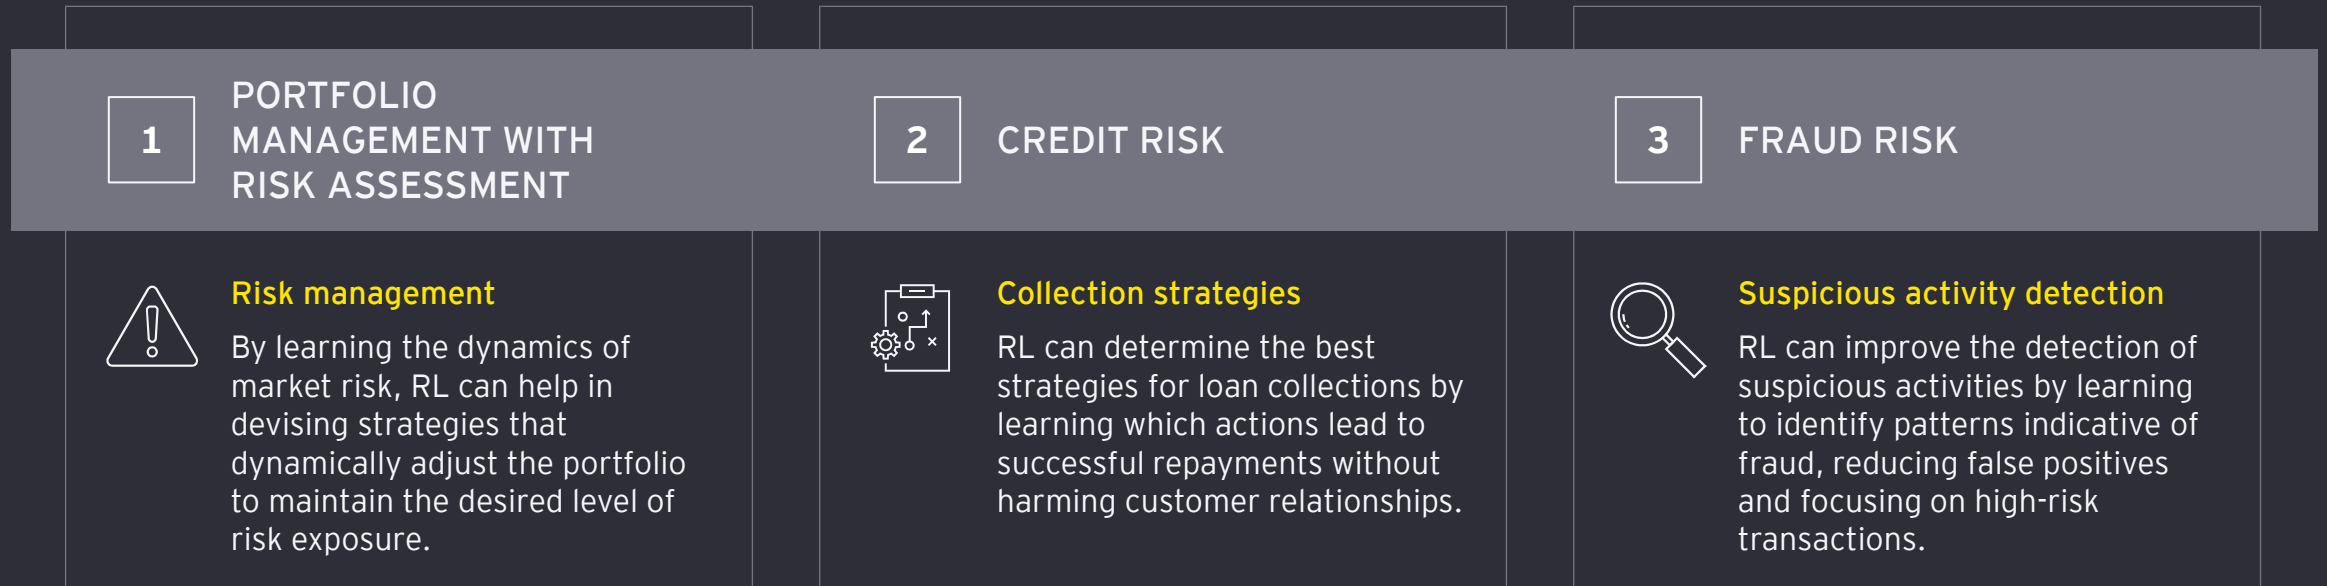 1
PORTFOLIO
MANAGEMENT WITH
RISK ASSESSMENT
Risk management
By learning the dynamics of
market risk, RL can help in
devising strategies that
dynamically adjust the portfolio
to maintain the desired level of
risk exposure.
2
CREDIT RISK
Collection strategies
RL can determine the best
strategies for loan collections by
learning which actions lead to
successful repayments without
harming customer relationships.
3
FRAUD RISK
Suspicious activity detection
RL can improve the detection of
suspicious activities by learning
to identify patterns indicative of
fraud, reducing false positives
and focusing on high-risk
transactions.